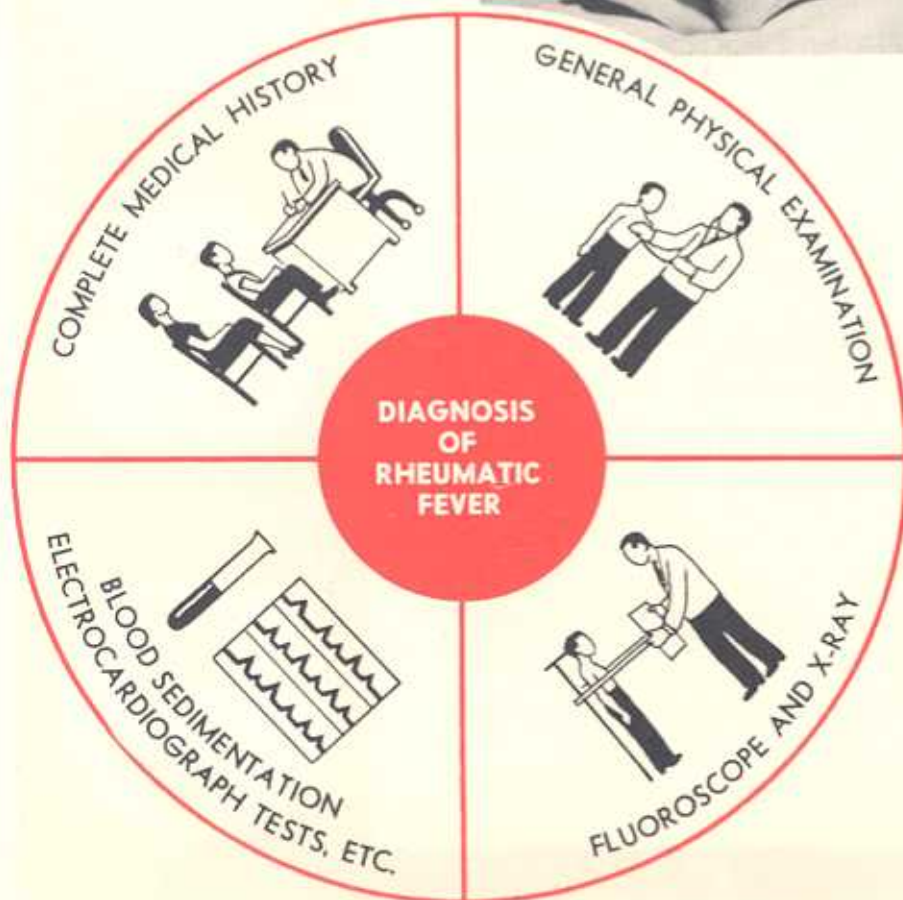 COMPLETE MEDICAL HISTORY
GENERAL PHYSICAL EXAMINATION
DIAGNOSIS
OF
RHEUMATIC
FEVER
BLOOD SEDIMENTATION
ELECTROCARDIOGRAPH TESTS, ETC.
FLUOROSCOPE AND X-RAY